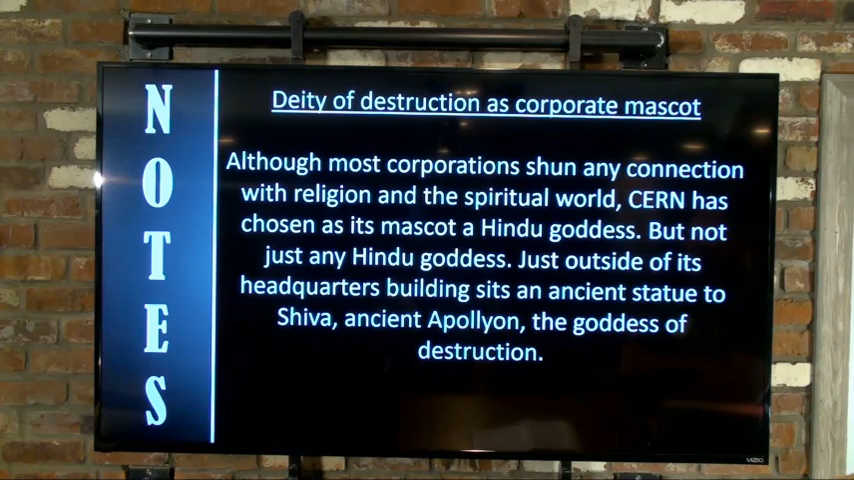 NOTES
Deity of destruction as corporate mascot
Although most corporations shun any connection
with religion and the spiritual world, CERN has
chosen as its mascot a Hindu goddess. But not
just any Hindu goddess. Just outside of its
headquarters building sits an ancient statue to
Shiva, ancient Apollyon, the goddess of
destruction.
VIZIO